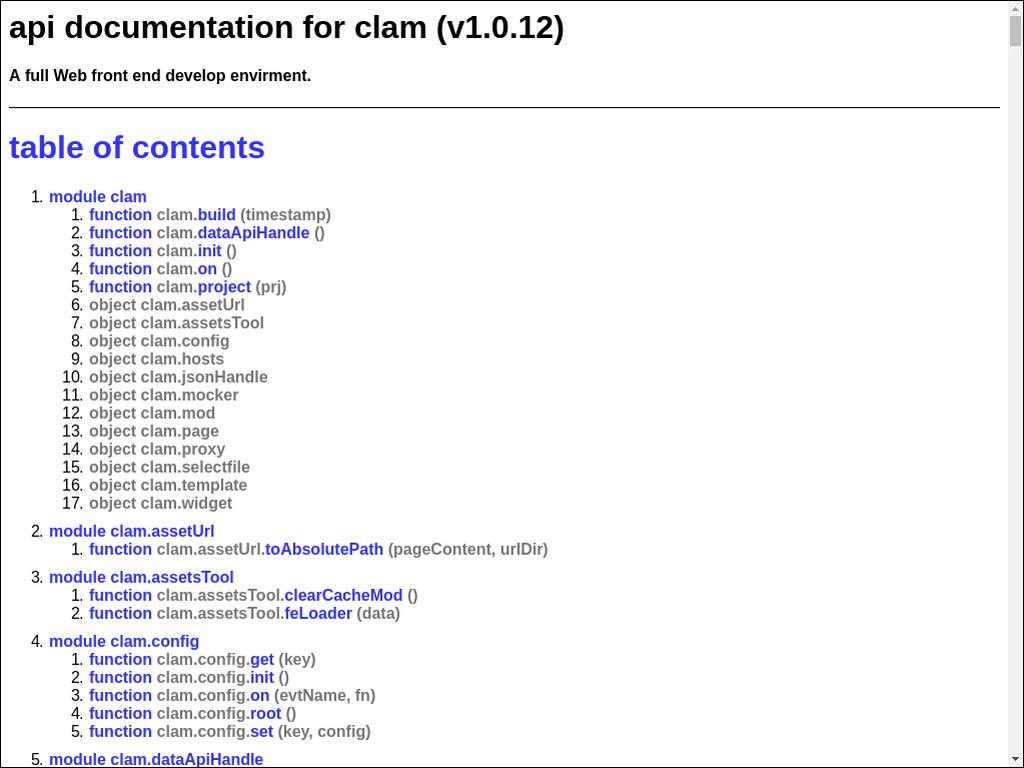 api documentation for clam (v1.0.12)
A full Web front end develop envirment.
table of contents
1. module clam
1. function clam.build (timestamp)
2. function clam.dataApiHandle ()
3. function clam.init ()
4. function clam.on ()
5. function clam.project (prj)
6. object clam.assetUrl
7. object clam.assetsTool
8. object clam.config
9. object clam.hosts
10. object clam.jsonHandle
11. object clam.mocker
12. object clam.mod
13. object clam.page
14. object clam.proxy
15. object clam.selectfile
16. object clam.template
17. object clam.widget
2. module clam.assetUrl
1. function clam.assetUrl.toAbsolutePath (pageContent, urlDir)
3. module clam.assetsTool
1. function clam.assetsTool.clearCacheMod ()
2. function clam.assetsTool.feLoader (data)
4. module clam.config
1. function clam.config.get (key)
2. function clam.config.init ()
3. function clam.config.on (evtName, fn)
4. function clam.config.root ()
5. function clam.config.set (key, config)
5. module clam.dataApiHandle